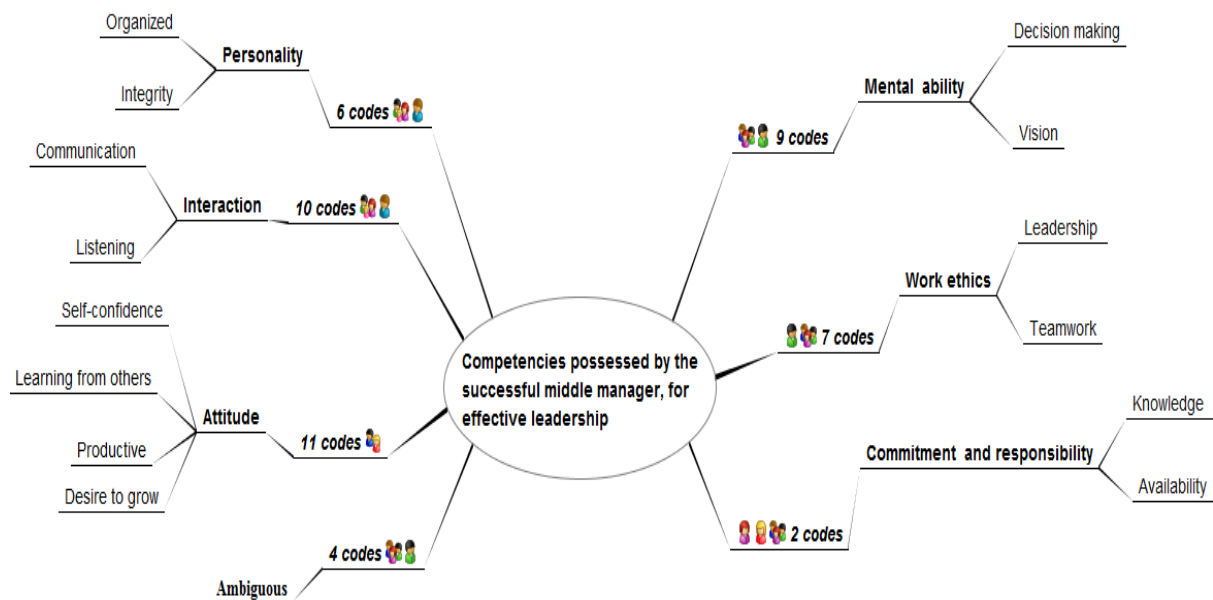 Organized
Personality
Integrity
6 codes
Communication
Interaction
10 codes
Listening
Self-confidence
Learning from others
Attitude
11 codes
Productive
Desire to grow
4 codes
Ambiguous
Competencies possessed by the
successful middle manager, for
effective leadership
Decision making
Mental ability
9 codes
Vision
Leadership
Work ethics
7 codes
Teamwork
Knowledge
Commitment and responsibility
Availability
2 codes